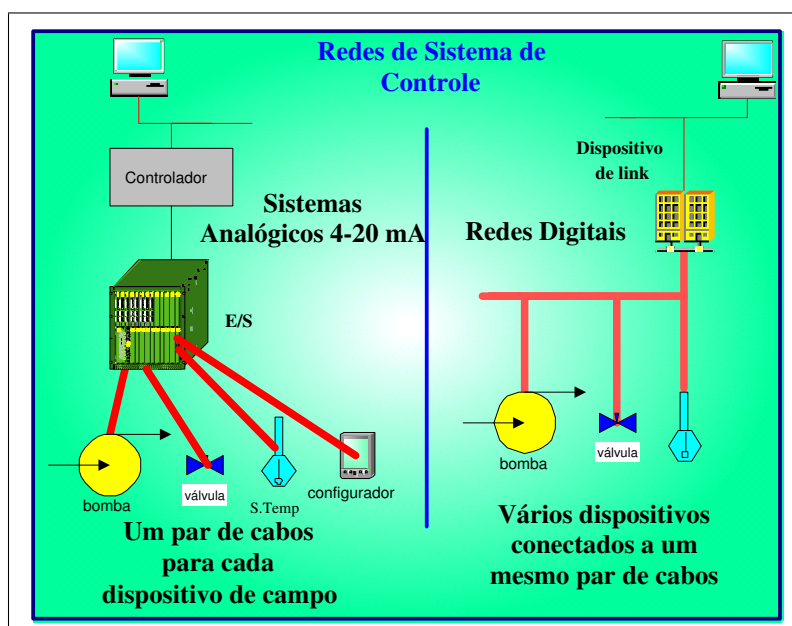 Redes de Sistema de
Controle
Controlador
Sistemas
Analógicos 4-20 mA
E/S
bomba
válvula
S.Temp
configurador
Um par de cabos
para cada
dispositivo de campo
Dispositivo
de link
Redes Digitais
bomba
válvula
Vários dispositivos
conectados a um
mesmo par de cabos